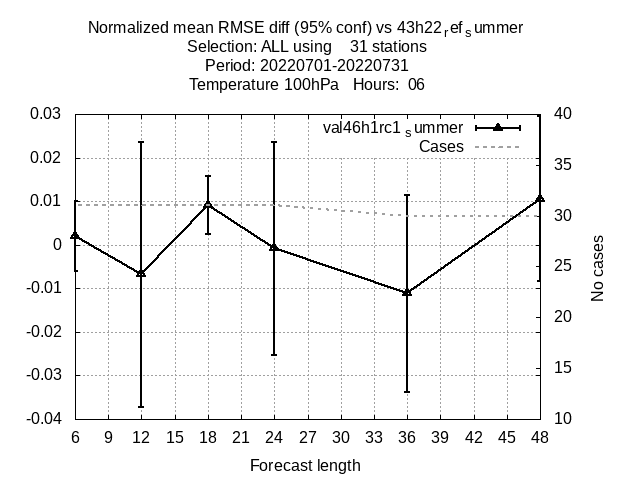 Normalized mean RMSE diff (95% conf) vs 43h22refsummer
Selection: ALL using 31 stations
Period: 20220701-20220731
Temperature 100hPa Hours: 06
val46h1rc1summer
Cases
0.03
0.02
0.01
0
-0.01
-0.02
-0.03
-0.04
40
35
30
25
20
15
10
No cases
6 9 12 15 18 21 24 27 30 33 36 39 42 45 48
Forecast length